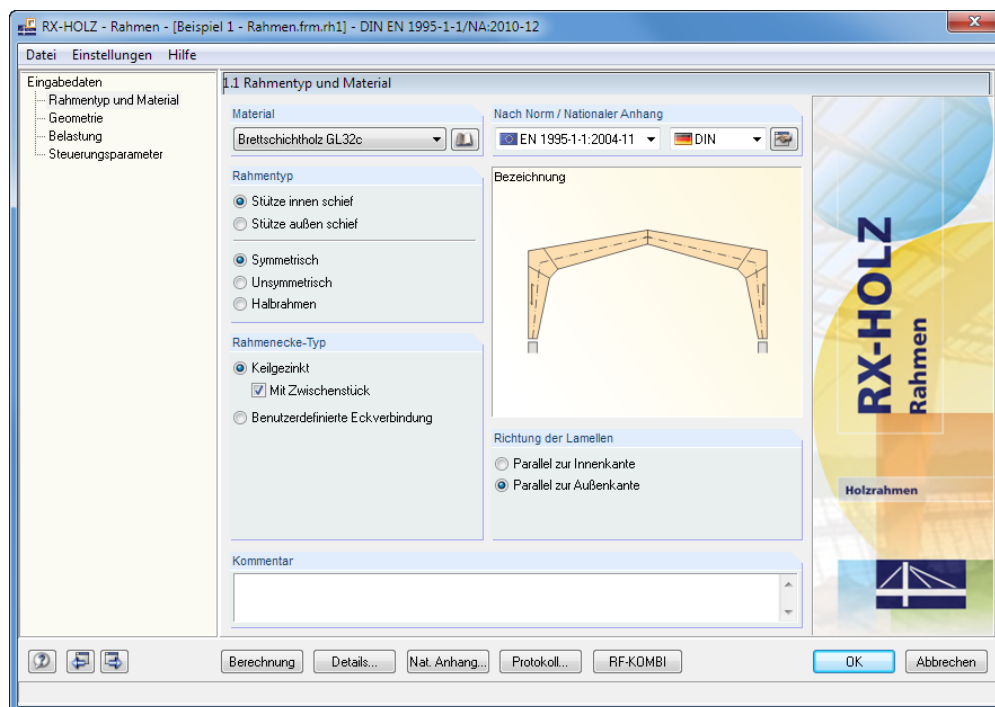 RX-HOLZ - Rahmen - [Beispiel 1 - Rahmen.frm.rh1] - DIN EN 1995-1-1/NA:2010-12
Datei Einstellungen Hilfe
Eingabedaten
Rahmentyp und Material
Geometrie
Belastung
Steuerungsparameter
1.1 Rahmentyp und Material
Material
Brettschichtholz GL32c
Nach Norm / Nationaler Anhang
EN 1995-1-1:2004-11
DIN
Rahmentyp
Stütze innen schief
Stütze außen schief
Symmetrisch
Unsymmetrisch
Halbrahmen
Bezeichnung
Rahmenecke-Typ
Keilgezinkt
Mit Zwischenstück
Benutzerdefinierte Eckverbindung
Richtung der Lamellen
Parallel zur Innenkante
Parallel zur Außenkante
Kommentar
RX-HOLZ
Rahmen
Holzrahmen
Berechnung Details... Nat. Anhang... Protokoll... RF-KOMBI OK Abbrechen